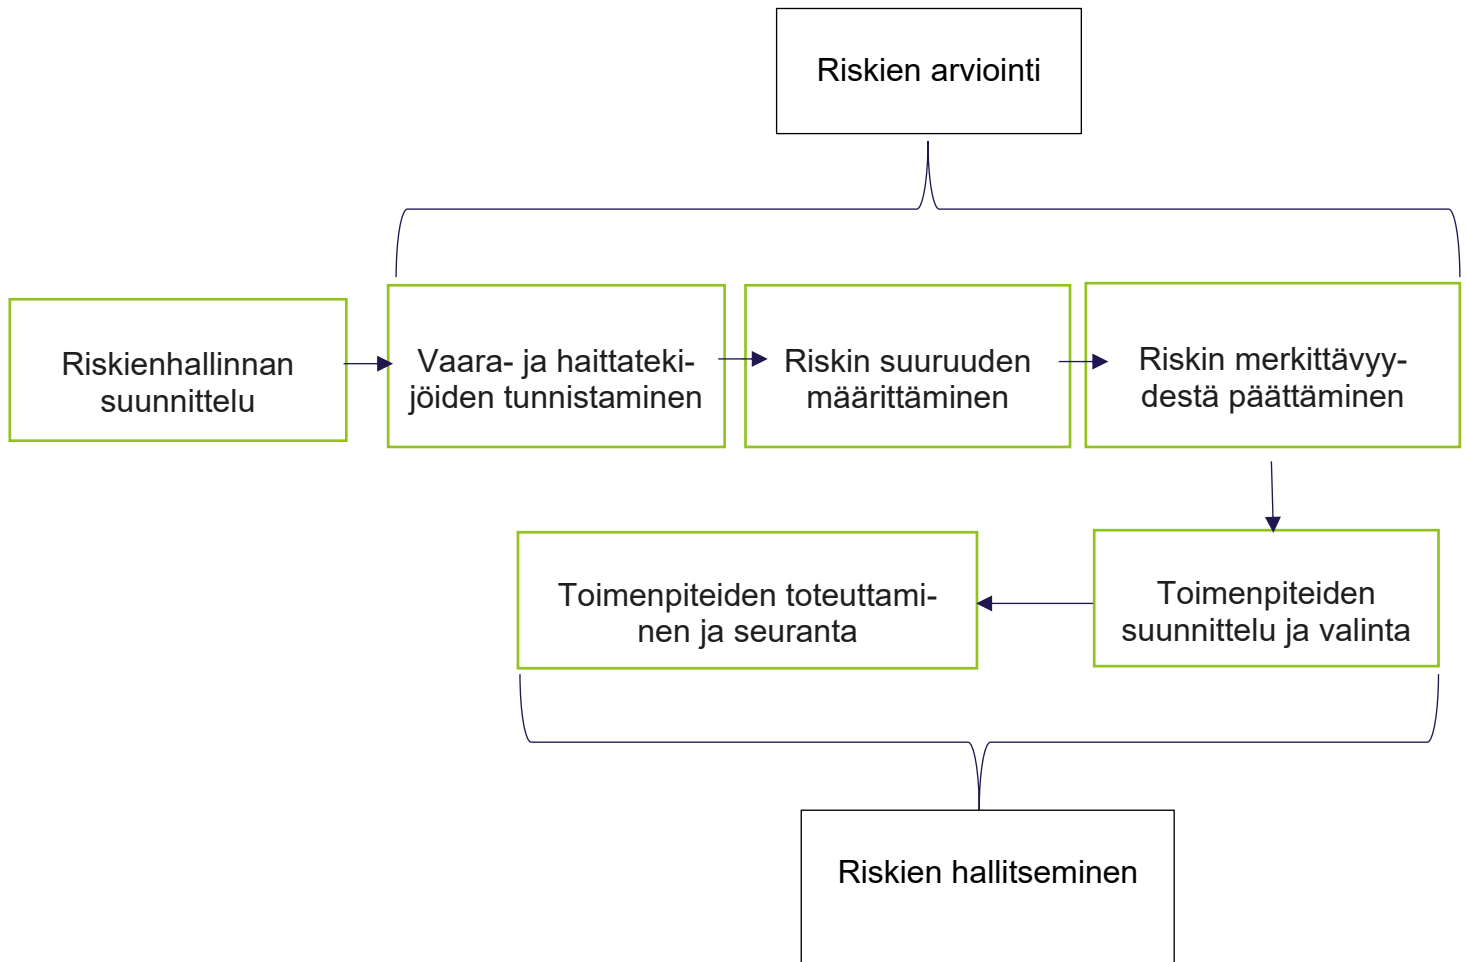 Riskien arviointi
Riskienhallinnan
suunnittelu
Vaara- ja haittateki-
jöiden tunnistaminen
Riskin suuruuden
määrittäminen
Riskin merkittävyy-
destä päättäminen
Toimenpiteiden toteuttami-
nen ja seuranta
Toimenpiteiden
suunnittelu ja valinta
Riskien hallitseminen